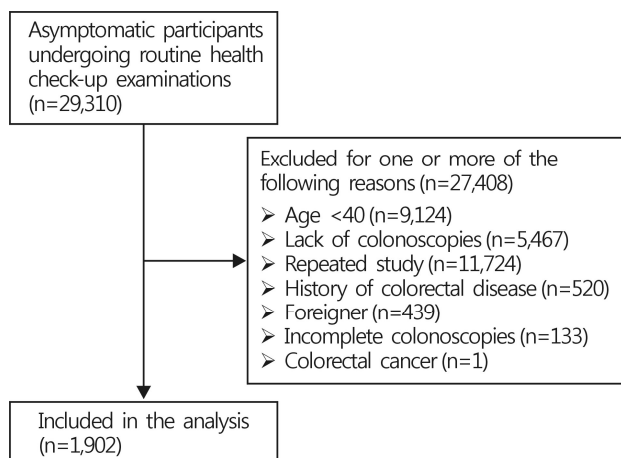 Asymptomatic participants
undergoing routine health
check-up examinations
(n=29,310)
Excluded for one or more of the
following reasons (n=27,408)
➢ Age <40 (n=9,124)
➢ Lack of colonoscopies (n=5,467)
➢ Repeated study (n=11,724)
➢ History of colorectal disease (n=520)
➢ Foreigner (n=439)
➢ Incomplete colonoscopies (n=133)
➢ Colorectal cancer (n=1)
Included in the analysis
(n=1,902)